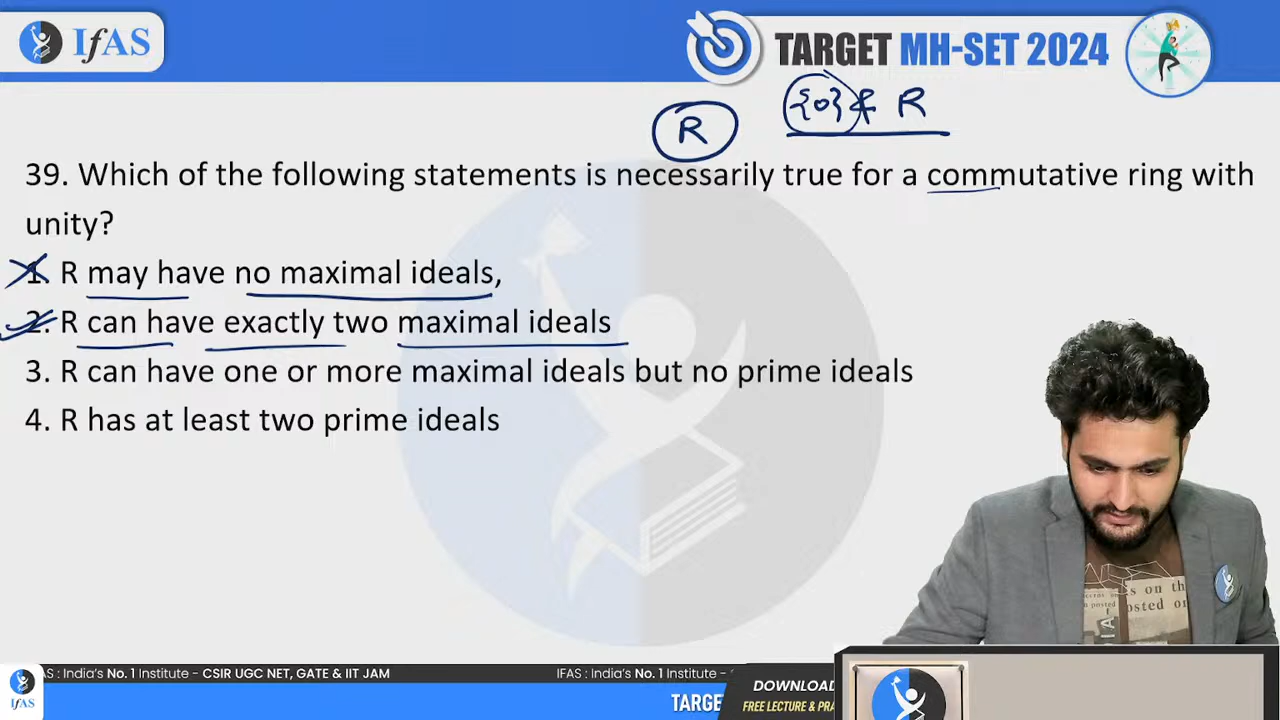 IfAS
TARGET MH-SET 2024
R
{0} & R
39. Which of the following statements is necessarily true for a commutative ring with
unity?
1. R may have no maximal ideals,
2. R can have exactly two maximal ideals
3. R can have one or more maximal ideals but no prime ideals
4. R has at least two prime ideals
AS : India's No. 1 Institute - CSIR UGC NET, GATE & IIT JAM
IFAS : India's No. 1 Institute -
IfAS
TARGET
DOWNLOAD
FREE LECTURE & PRA